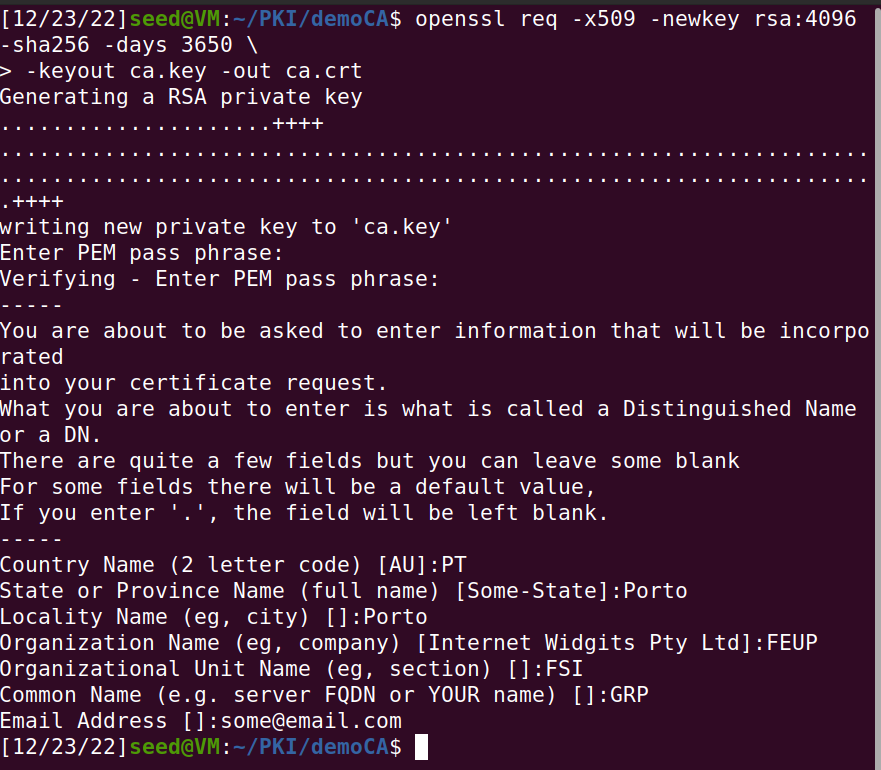 [12/23/22]seed@VM:~/PKI/demoCA$ openssl req -x509 -newkey rsa:4096
-sha256 -days 3650 \
> -keyout ca.key -out ca.crt
Generating a RSA private key
.....................++++
...................................................................
...................................................................
.++++
writing new private key to 'ca.key'
Enter PEM pass phrase:
Verifying - Enter PEM pass phrase:
-----
You are about to be asked to enter information that will be incorpo
rated
into your certificate request.
What you are about to enter is what is called a Distinguished Name
or a DN.
There are quite a few fields but you can leave some blank
For some fields there will be a default value,
If you enter '.', the field will be left blank.
-----
Country Name (2 letter code) [AU]:PT
State or Province Name (full name) [Some-State]:Porto
Locality Name (eg, city) []:Porto
Organization Name (eg, company) [Internet Widgits Pty Ltd]:FEUP
Organizational Unit Name (eg, section) []:FSI
Common Name (e.g. server FQDN or YOUR name) []:GRP
Email Address []:some@email.com
[12/23/22]seed@VM:~/PKI/demoCA$